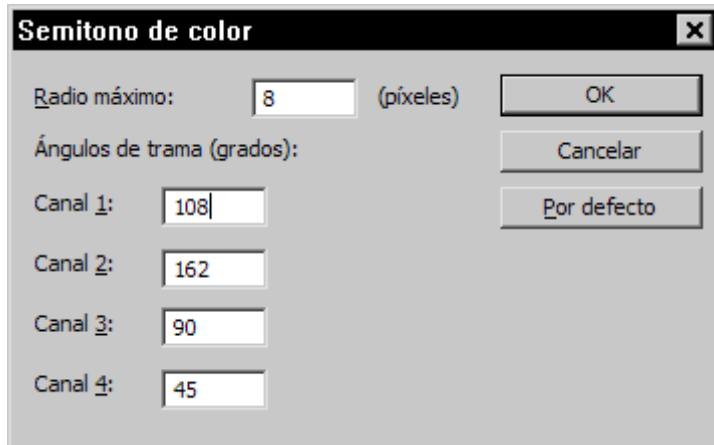 Semitono de color
Radio máximo: 8 (píxeles) OK
Ángulos de trama (grados): Cancelar
Canal 1: 108 Por defecto
Canal 2: 162
Canal 3: 90
Canal 4: 45